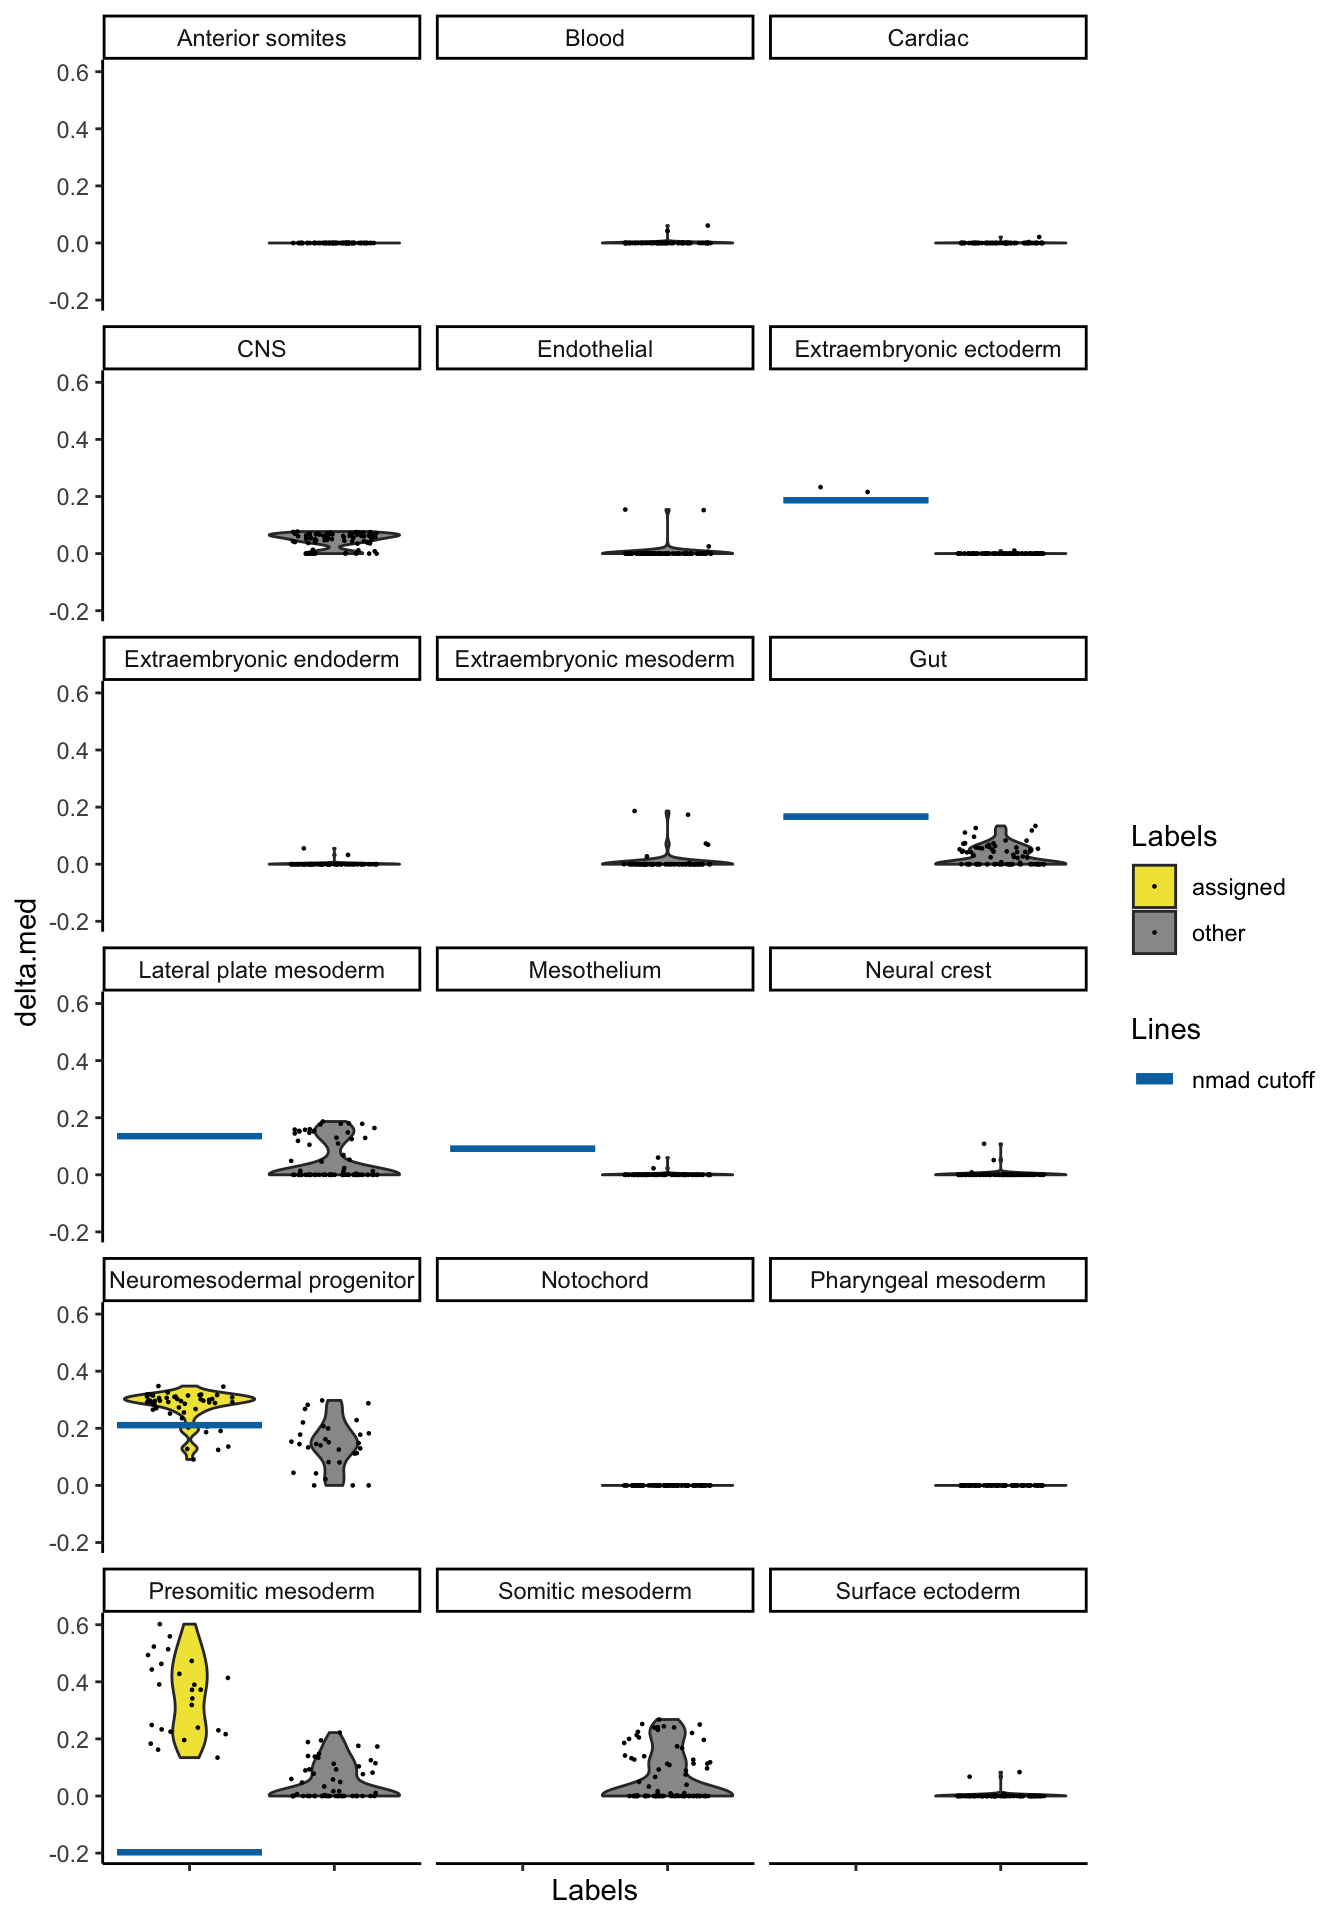 Anterior somites
Blood
Cardiac
0.6
0.4
0.2
0.0
-0.2
CNS
Endothelial
Extraembryonic ectoderm
0.6
0.4
0.2
0.0
-0.2
Extraembryonic endoderm
Extraembryonic mesoderm
Gut
0.6
0.4
0.2
0.0
-0.2
Lateral plate mesoderm
Mesothelium
Neural crest
0.6
0.4
0.2
0.0
-0.2
Neuromesodermal progenitor
Notochord
Pharyngeal mesoderm
0.6
0.4
0.2
0.0
-0.2
Presomitic mesoderm
Somitic mesoderm
Surface ectoderm
0.6
0.4
0.2
0.0
-0.2
delta.med
Labels
Labels
assigned
other
Lines
nmad cutoff